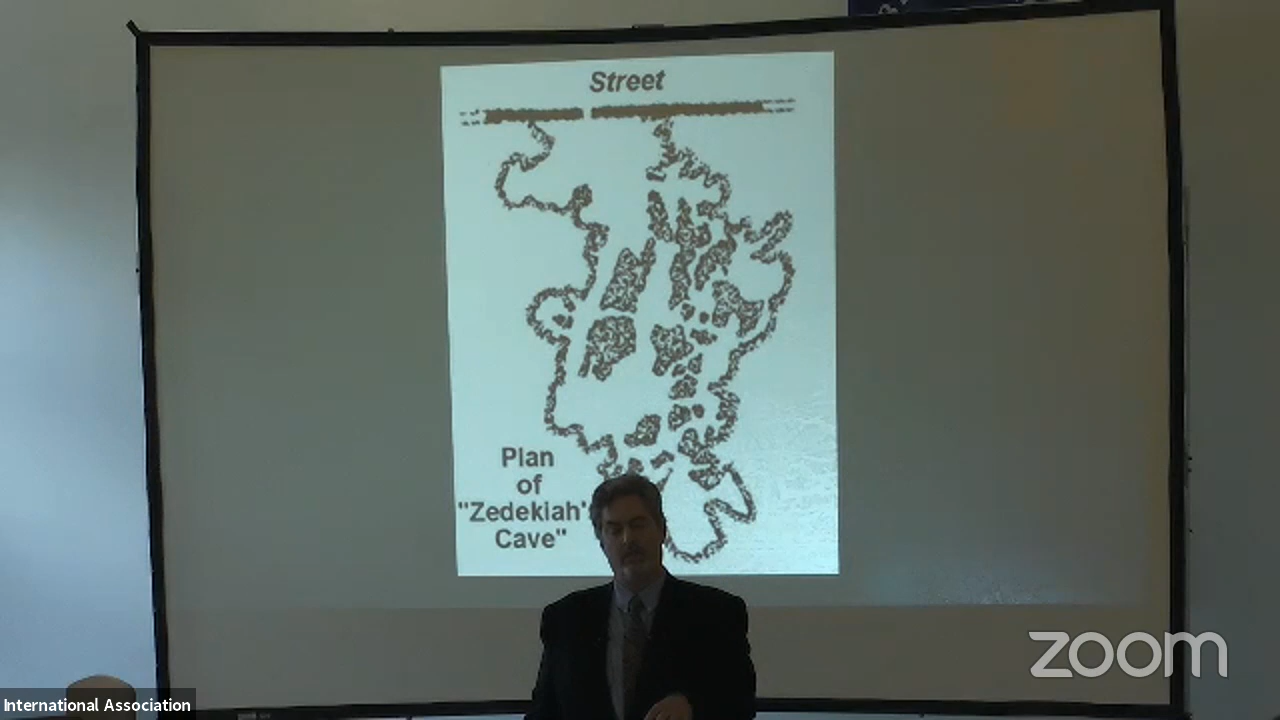 Street
Plan
of
"Zedekiah's
Cave"
zoom
International Association